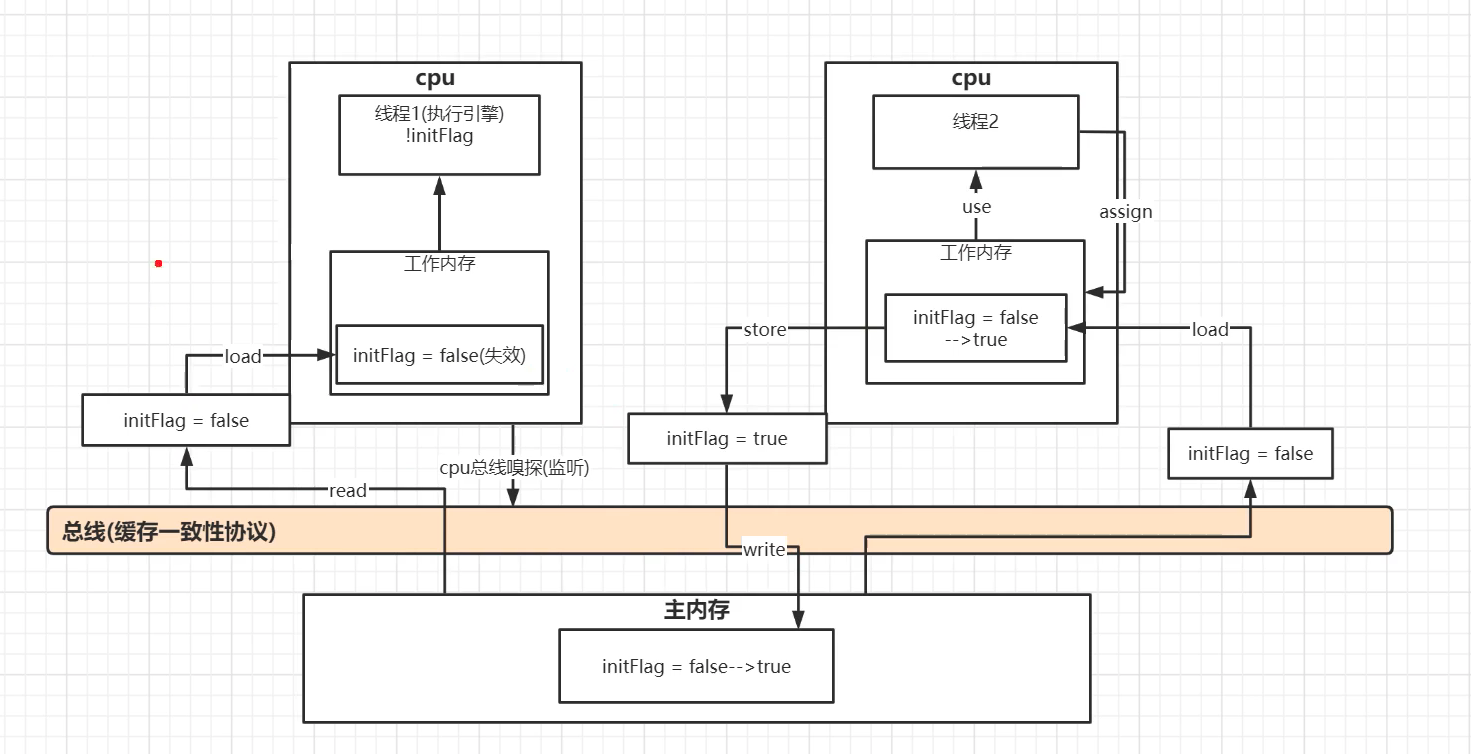 cpu
线程1(执行引擎)
!initFlag
工作内存
initFlag = false(失效)
load
initFlag = false
read
cpu总线嗅探(监听)
cpu
线程2
use
assign
工作内存
initFlag = false
-->true
store
load
initFlag = true
initFlag = false
总线(缓存一致性协议)
write
主内存
initFlag = false-->true